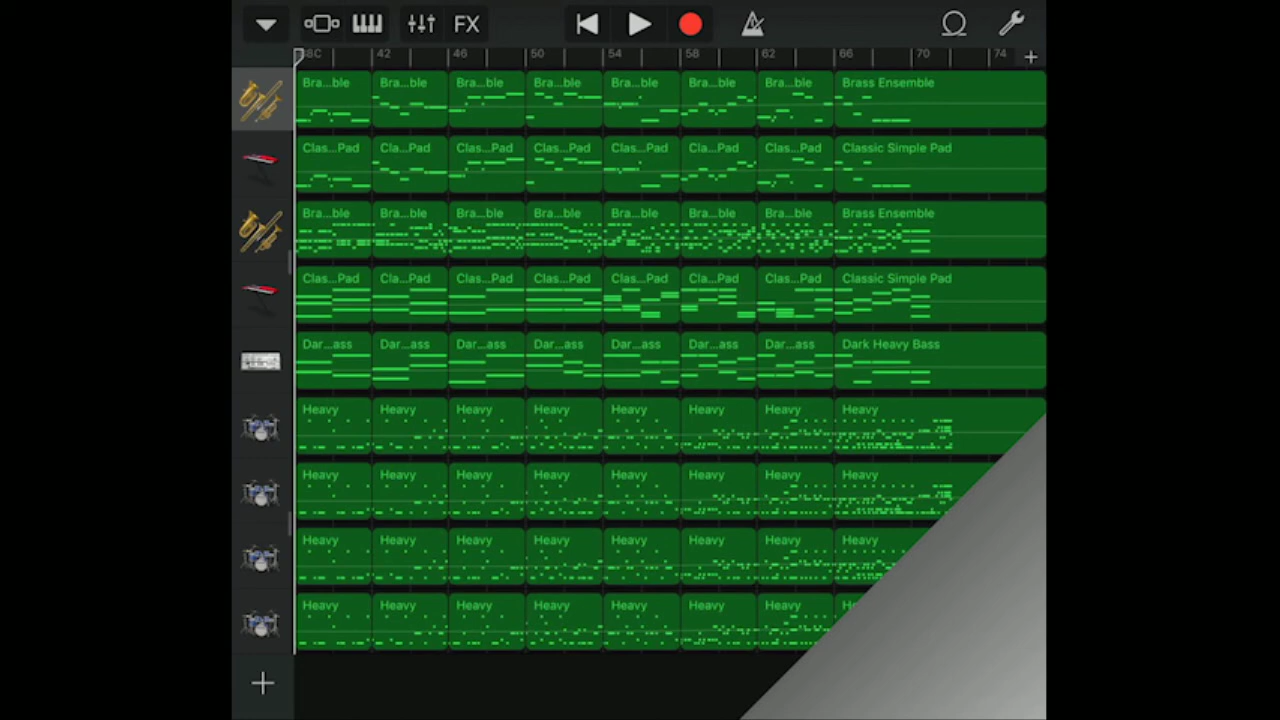 FX
38C 42 46 50 54 58 62 66 70 74
Bra...ble Bra...ble Bra...ble Bra...ble Bra...ble Bra...ble Bra...ble Brass Ensemble
Clas...Pad Cla...Pad Clas...Pad Clas...Pad Clas...Pad Cla...Pad Clas...Pad Classic Simple Pad
Bra...ble Bra...ble Bra...ble Bra...ble Bra...ble Bra...ble Bra...ble Brass Ensemble
Clas...Pad Cla...Pad Clas...Pad Clas...Pad Clas...Pad Cla...Pad Clas...Pad Classic Simple Pad
Dar...ass Dar...ass Dar...ass Dar...ass Dar...ass Dar...ass Dar...ass Dark Heavy Bass
Heavy Heavy Heavy Heavy Heavy Heavy Heavy Heavy
Heavy Heavy Heavy Heavy Heavy Heavy Heavy Heavy
Heavy Heavy Heavy Heavy Heavy Heavy Heavy Heavy
Heavy Heavy Heavy Heavy Heavy Heavy Heavy